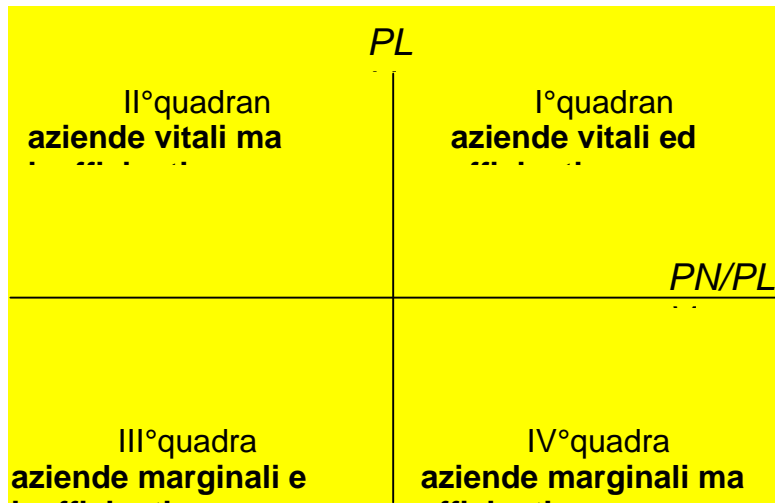 PL
II°quadran
aziende vitali ma
I°quadran
aziende vitali ed
PN/PL
III°quadra
aziende marginali e
IV°quadra
aziende marginali ma